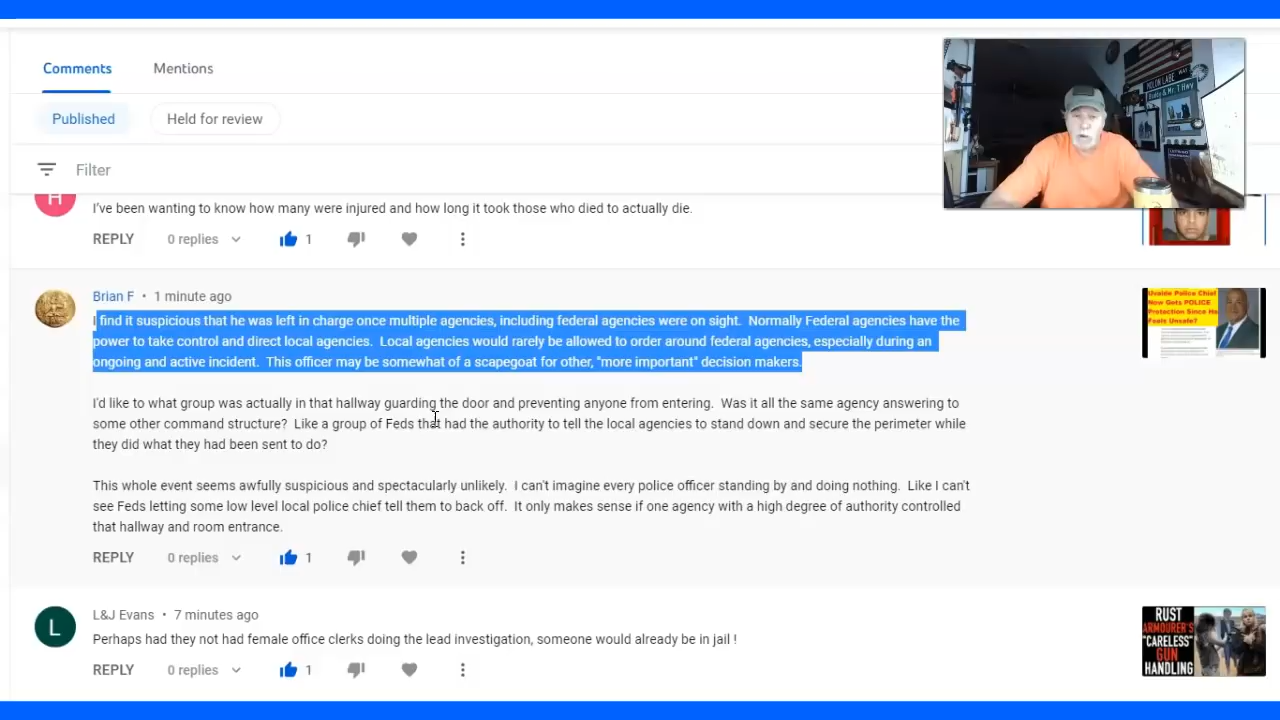 Comments Mentions
Published Held for review
Filter
MOLON LABE
Buddy & Mr. T Hwy
H
I've been wanting to know how many were injured and how long it took those who died to actually die.
REPLY 0 replies 1
Brian F • 1 minute ago
I find it suspicious that he was left in charge once multiple agencies, including federal agencies were on sight. Normally Federal agencies have the
power to take control and direct local agencies. Local agencies would rarely be allowed to order around federal agencies, especially during an
ongoing and active incident. This officer may be somewhat of a scapegoat for other, "more important" decision makers.
I'd like to what group was actually in that hallway guarding the door and preventing anyone from entering. Was it all the same agency answering to
some other command structure? Like a group of Feds that had the authority to tell the local agencies to stand down and secure the perimeter while
they did what they had been sent to do?
This whole event seems awfully suspicious and spectacularly unlikely. I can't imagine every police officer standing by and doing nothing. Like I can't
see Feds letting some low level local police chief tell them to back off. It only makes sense if one agency with a high degree of authority controlled
that hallway and room entrance.
REPLY 0 replies 1
Uvalde Police Chief
Now Gets POLICE
Protection Since He
Feels Unsafe?
L
L&J Evans • 7 minutes ago
Perhaps had they not had female office clerks doing the lead investigation, someone would already be in jail !
REPLY 0 replies 1
RUST
ARMOURER'S
"CARELESS"
GUN
HANDLING